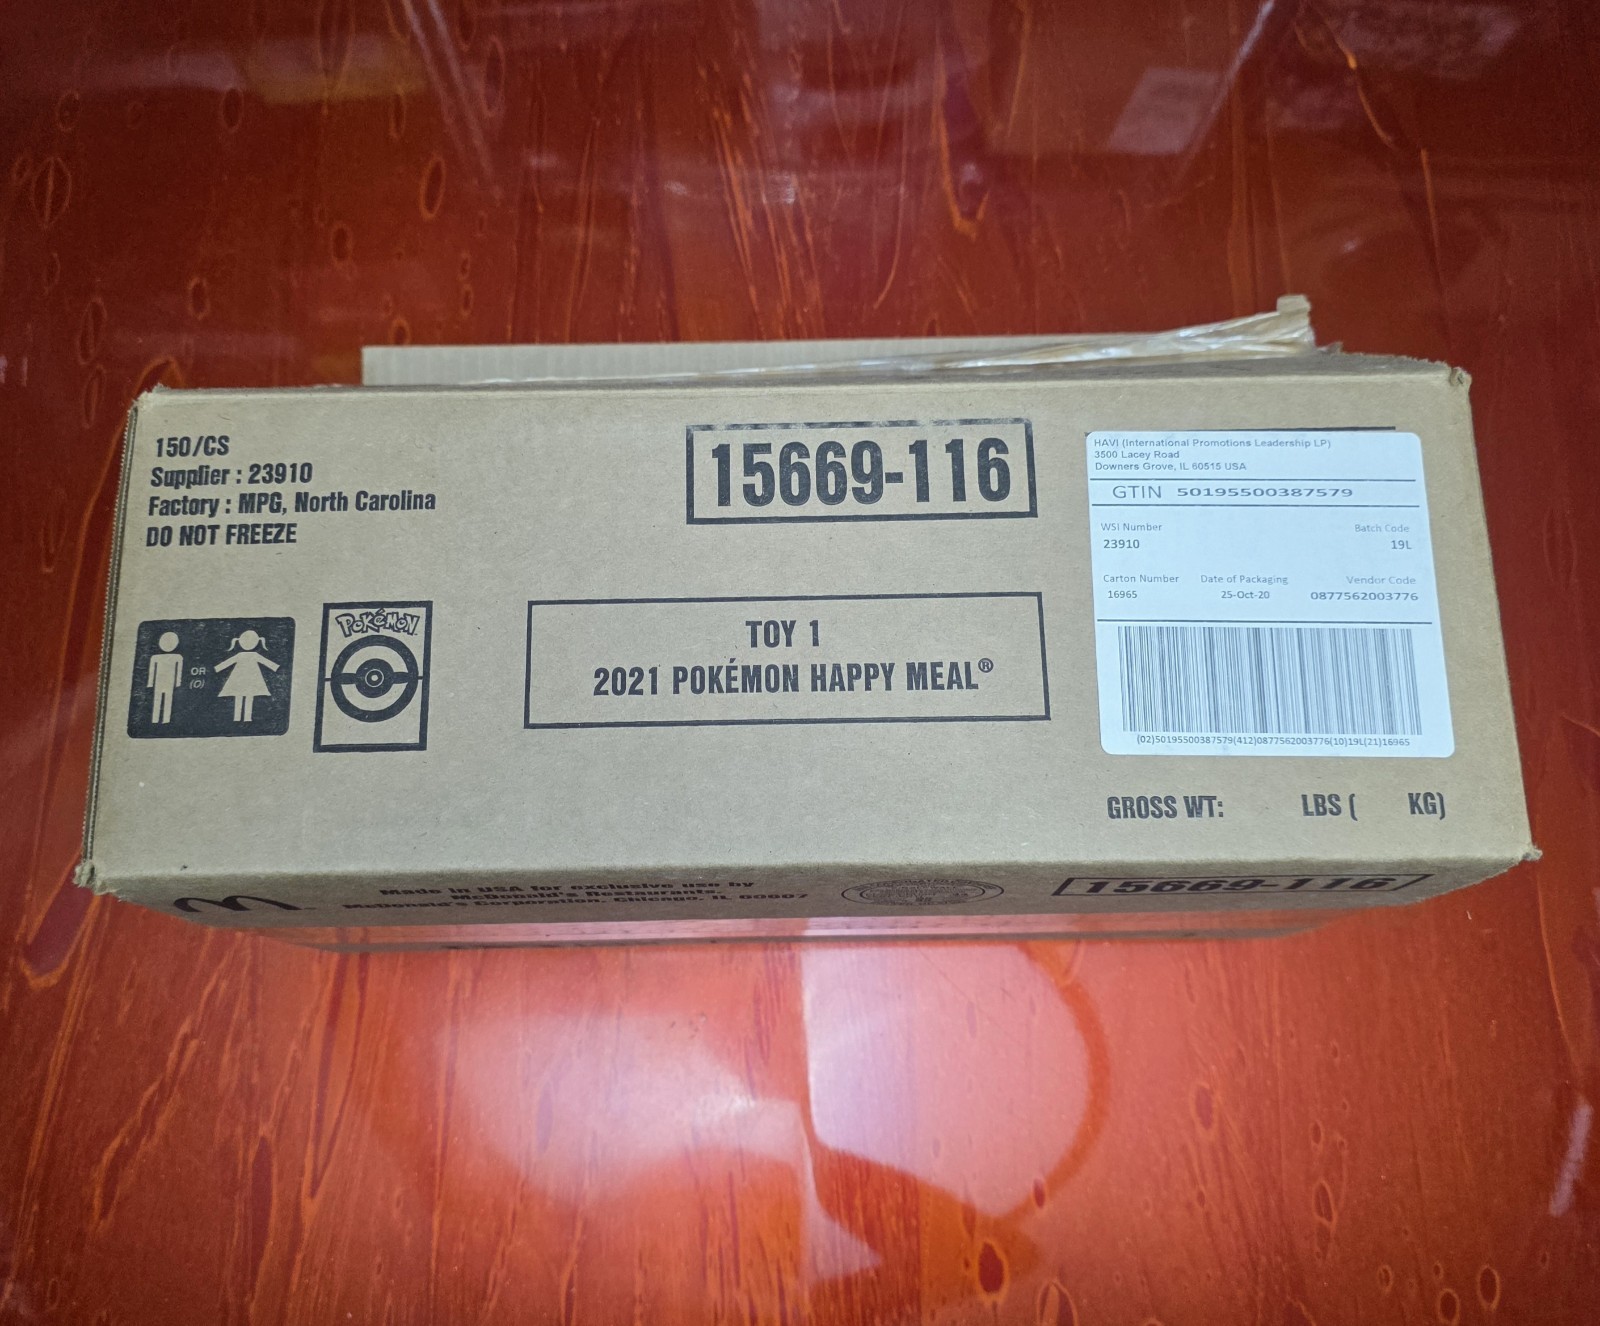 150/CS
Supplier : 23910
Factory : MPG, North Carolina
DO NOT FREEZE
15669-116
HAVI (International Promotions Leadership LP)
3500 Lacey Road
Downers Grove, IL 60515 USA
GTIN 50195500387579
WSI Number Batch Code
23910 19L
Carton Number Date of Packaging Vendor Code
16965 25-Oct-20 0877562003776
(02)50195500387579(412)0877562003776(10)19L(21)16965
OR
(O)
POKéMON
TOY 1
2021 POKÉMON HAPPY MEAL®
GROSS WT: LBS ( KG)
Made in USA for exclusive use by
McDonald's Restaurants.
McDonald's Corporation, Chicago, IL 60607
15669-116